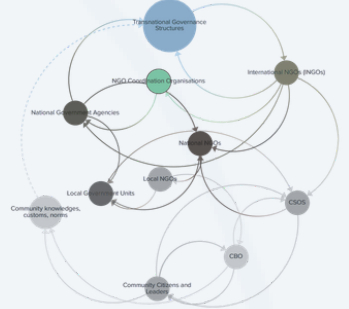 Transnational Governance
Structures
International NGOs (INGOs)
NGO Coordination Organisations
National Government Agencies
National NGOs
Local NGOs
Local Government Units
CSOS
Community knowledges,
customs, norms
CBO
Community Citizens and
Leaders